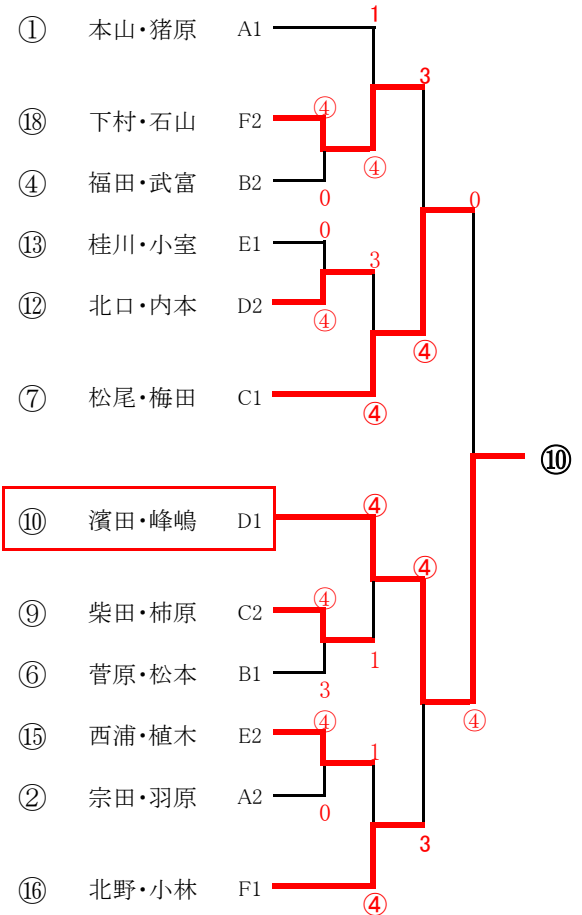 1
① 本山・猪原 A1
3
④
⑱ 下村・石山 F2
④
④ 福田・武富 B2
0
0
0
⑬ 桂川・小室 E1
3
⑫ 北口・内本 D2
④
④
⑦ 松尾・梅田 C1
④
⑩
④
⑩ 濱田・峰嶋 D1
④
④
⑨ 柴田・柿原 C2
1
⑥ 菅原・松本 B1
3
④
④
⑮ 西浦・植木 E2
1
② 宗田・羽原 A2
0
3
⑯ 北野・小林 F1
④